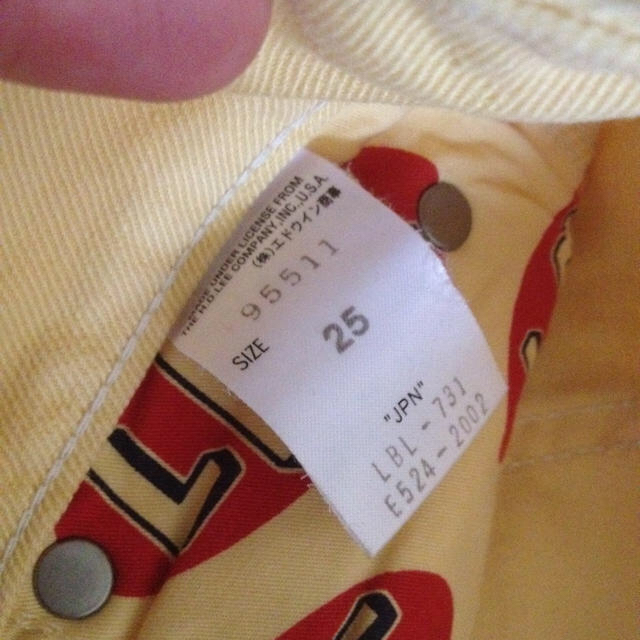 UNDER LICENSE FROM
THE H.D. LEE COMPANY INC. U.S.A.
(株)エドウイン商事
95511
SIZE 25
"JPN"
LBL-731
E524-2002